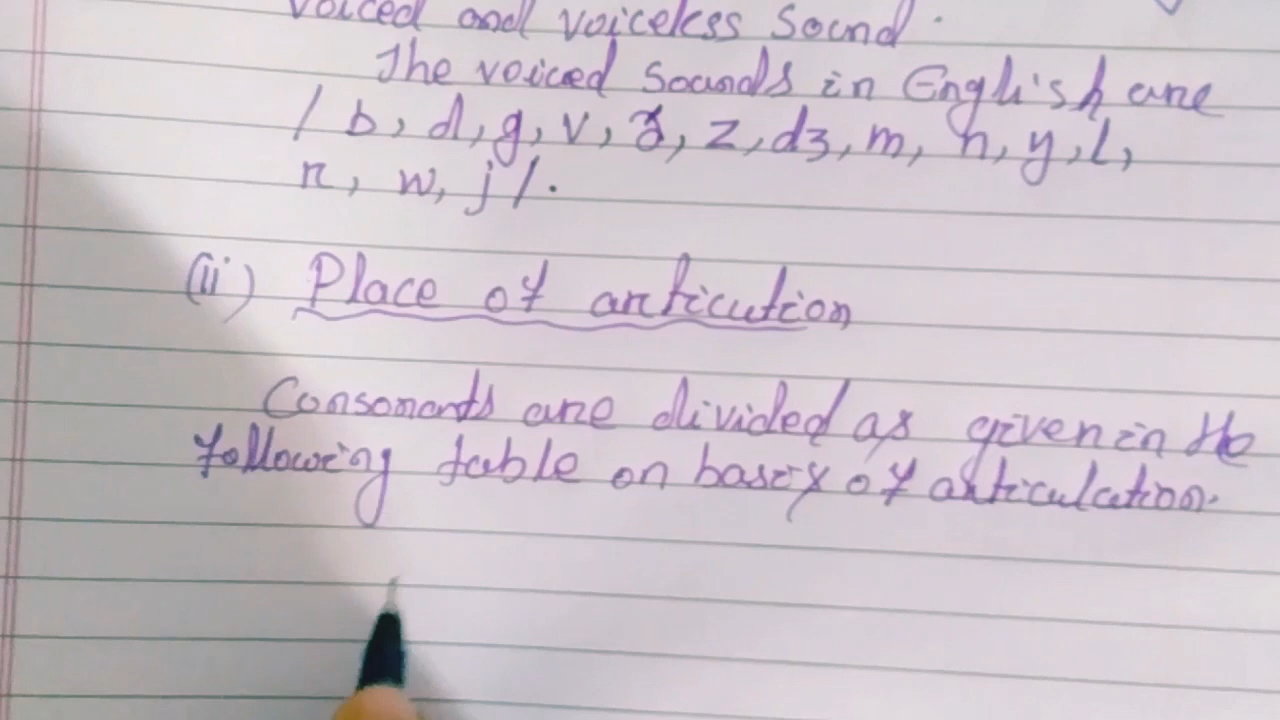 voiced and voiceless sound.
The voiced sounds in English are
/ b, d, g, v, ʒ, z, dʒ, m, n, y, l,
r, w, j /.
(ii) Place of articution
Consonants are divided as given in the
following table on basis of articulation.